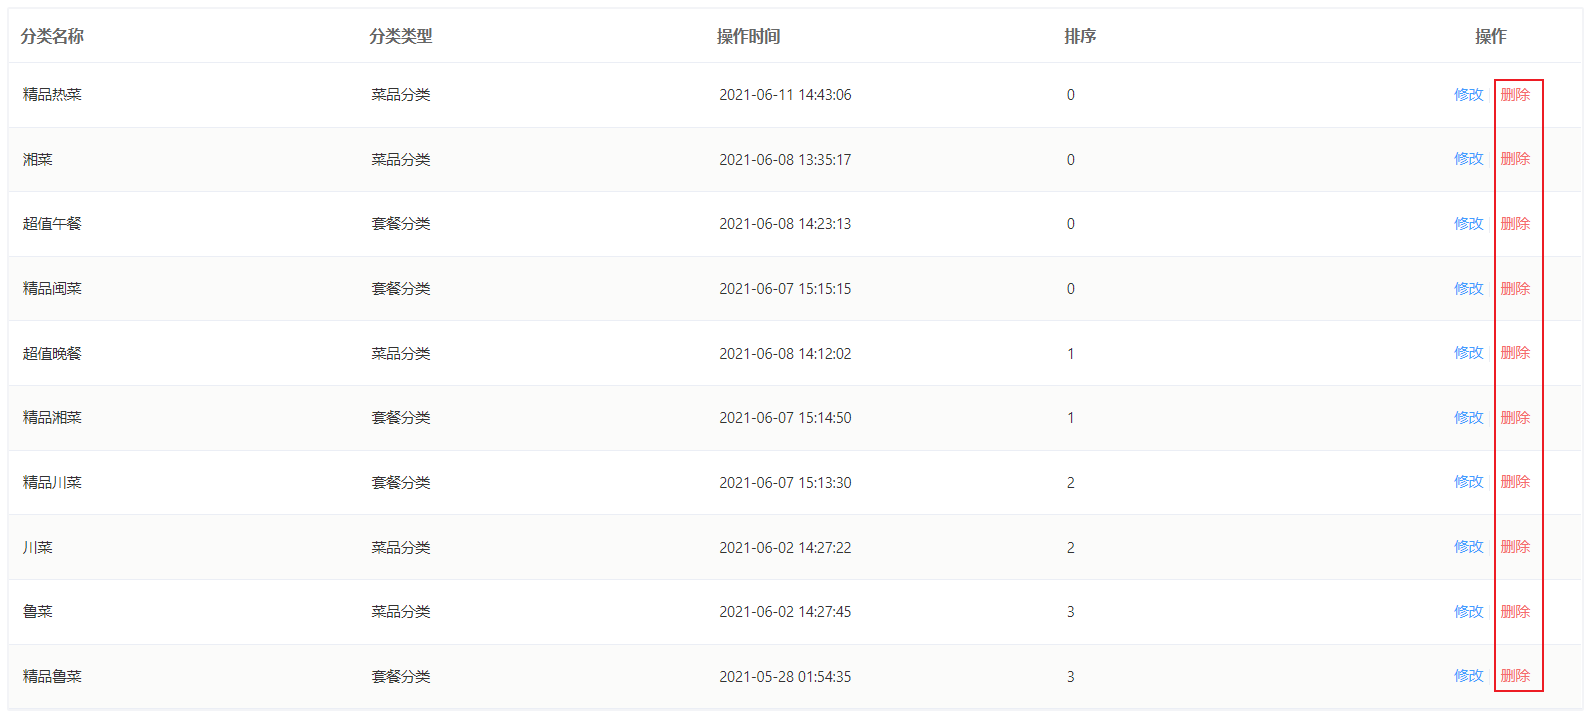 分类名称 分类类型 操作时间 排序 操作
精品热菜 菜品分类 2021-06-11 14:43:06 0 修改 删除
湘菜 菜品分类 2021-06-08 13:35:17 0 修改 删除
超值午餐 套餐分类 2021-06-08 14:23:13 0 修改 删除
精品闽菜 套餐分类 2021-06-07 15:15:15 0 修改 删除
超值晚餐 菜品分类 2021-06-08 14:12:02 1 修改 删除
精品湘菜 套餐分类 2021-06-07 15:14:50 1 修改 删除
精品川菜 套餐分类 2021-06-07 15:13:30 2 修改 删除
川菜 菜品分类 2021-06-02 14:27:22 2 修改 删除
鲁菜 菜品分类 2021-06-02 14:27:45 3 修改 删除
精品鲁菜 套餐分类 2021-05-28 01:54:35 3 修改 删除